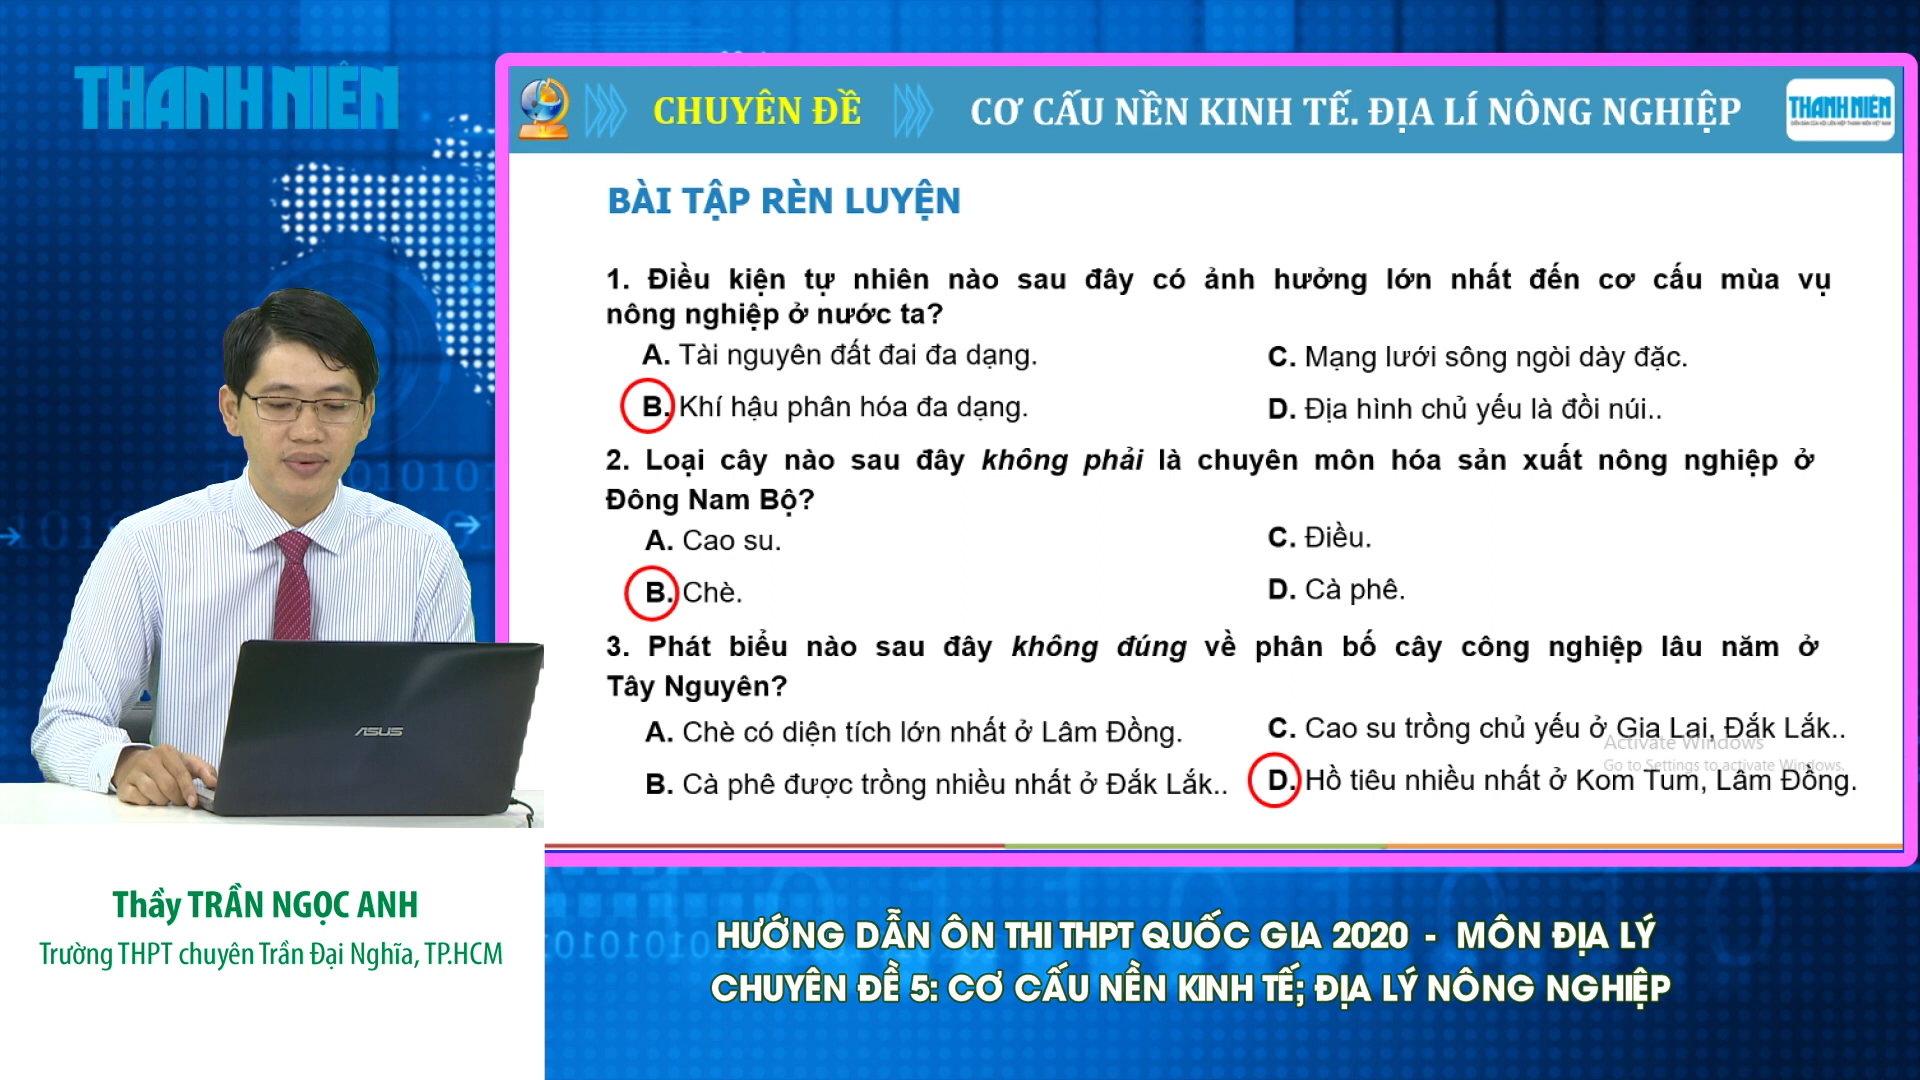 THANH NIÊN
CHUYÊN ĐỀ
CƠ CẤU NỀN KINH TẾ. ĐỊA LÍ NÔNG NGHIỆP
THANH NIÊN
BÀI TẬP RÈN LUYỆN
1. Điều kiện tự nhiên nào sau đây có ảnh hưởng lớn nhất đến cơ cấu mùa vụ
nông nghiệp ở nước ta?
A. Tài nguyên đất đai đa dạng.
C. Mạng lưới sông ngòi dày đặc.
B. Khí hậu phân hóa đa dạng.
D. Địa hình chủ yếu là đồi núi..
2. Loại cây nào sau đây không phải là chuyên môn hóa sản xuất nông nghiệp ở
Đông Nam Bộ?
A. Cao su.
C. Điều.
B. Chè.
D. Cà phê.
3. Phát biểu nào sau đây không đúng về phân bố cây công nghiệp lâu năm ở
Tây Nguyên?
A. Chè có diện tích lớn nhất ở Lâm Đồng.
C. Cao su trồng chủ yếu ở Gia Lai, Đắk Lắk..
B. Cà phê được trồng nhiều nhất ở Đắk Lắk..
D. Hồ tiêu nhiều nhất ở Kom Tum, Lâm Đồng.
Activate Windows
Go to Settings to activate Windows.
ASUS
Thầy TRẦN NGỌC ANH
Trường THPT chuyên Trần Đại Nghĩa, TP.HCM
HƯỚNG DẪN ÔN THI THPT QUỐC GIA 2020 - MÔN ĐỊA LÝ
CHUYÊN ĐỀ 5: CƠ CẤU NỀN KINH TẾ; ĐỊA LÝ NÔNG NGHIỆP